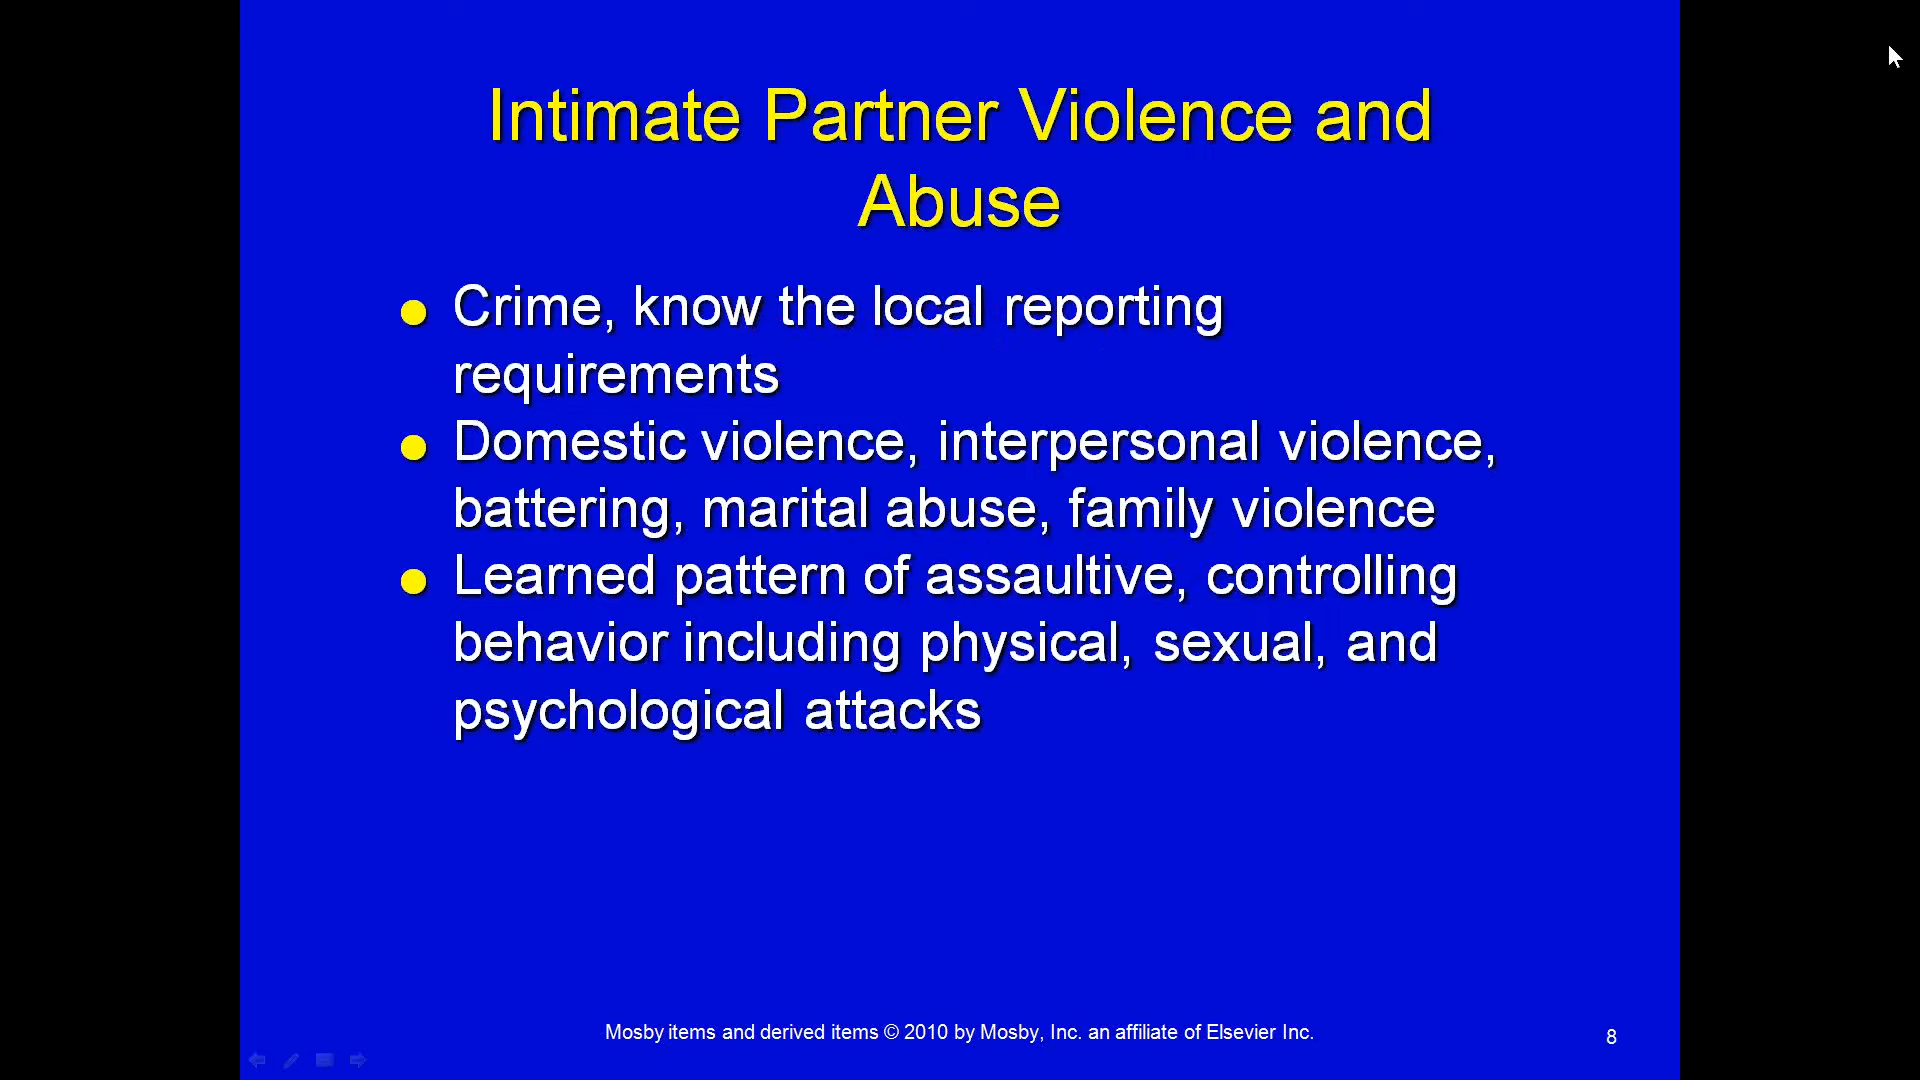 Intimate Partner Violence and
Abuse
Crime, know the local reporting
requirements
Domestic violence, interpersonal violence,
battering, marital abuse, family violence
Learned pattern of assaultive, controlling
behavior including physical, sexual, and
psychological attacks
Mosby items and derived items © 2010 by Mosby, Inc. an affiliate of Elsevier Inc.
8